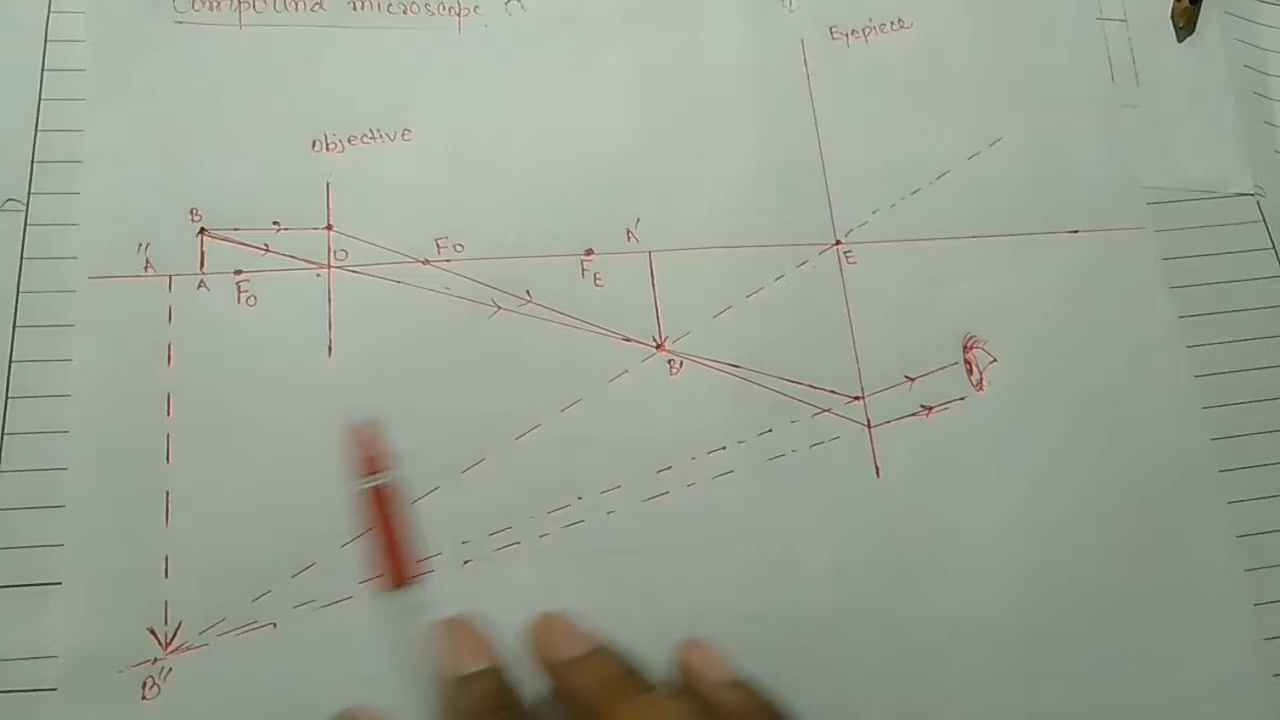 Compound microscope
Eyepiece
Objective
B
A'
"A
O
Fo
A
Fo
FE
E
B'
B"